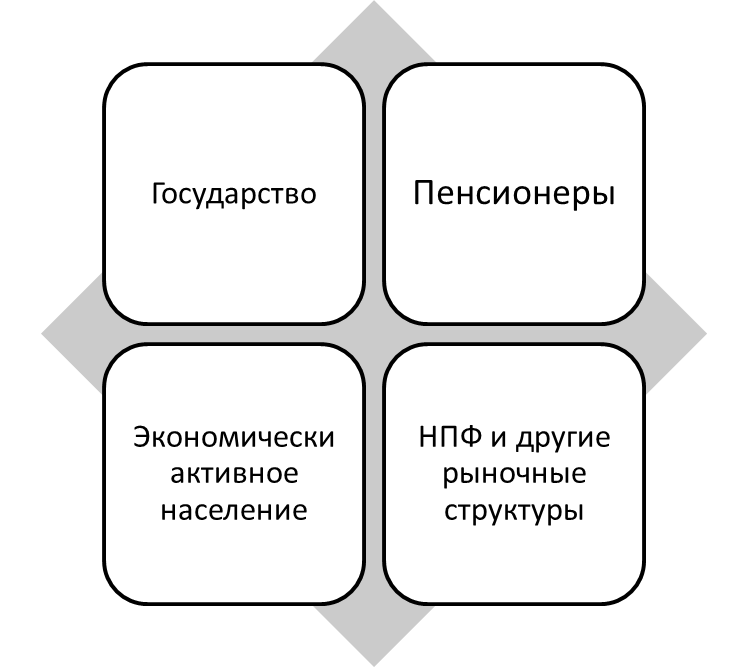 Государство
Пенсионеры
Экономически
активное
население
НПФ и другие
рыночные
структуры